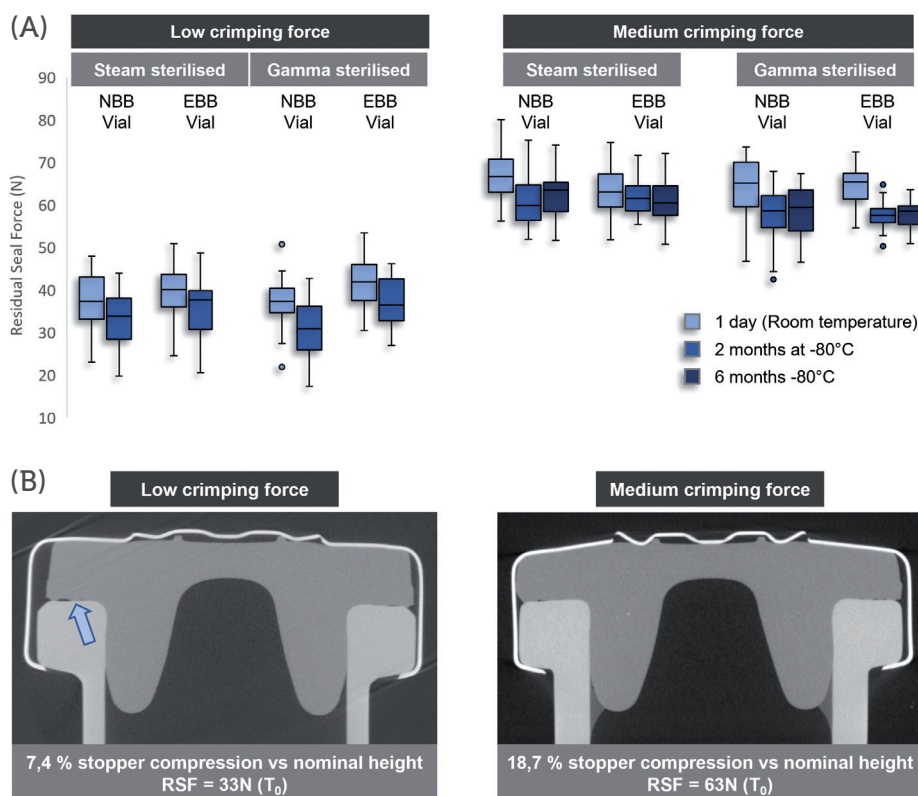 (A)
Low crimping force
Medium crimping force
Steam sterilised
Gamma sterilised
Steam sterilised
Gamma sterilised
NBB Vial
EBB Vial
NBB Vial
EBB Vial
NBB Vial
EBB Vial
NBB Vial
EBB Vial
Residual Seal Force (N)
90
80
70
60
50
40
30
20
10
1 day (Room temperature)
2 months at -80°C
6 months -80°C
(B)
Low crimping force
Medium crimping force
7,4 % stopper compression vs nominal height
RSF = 33N (T₀)
18,7 % stopper compression vs nominal height
RSF = 63N (T₀)